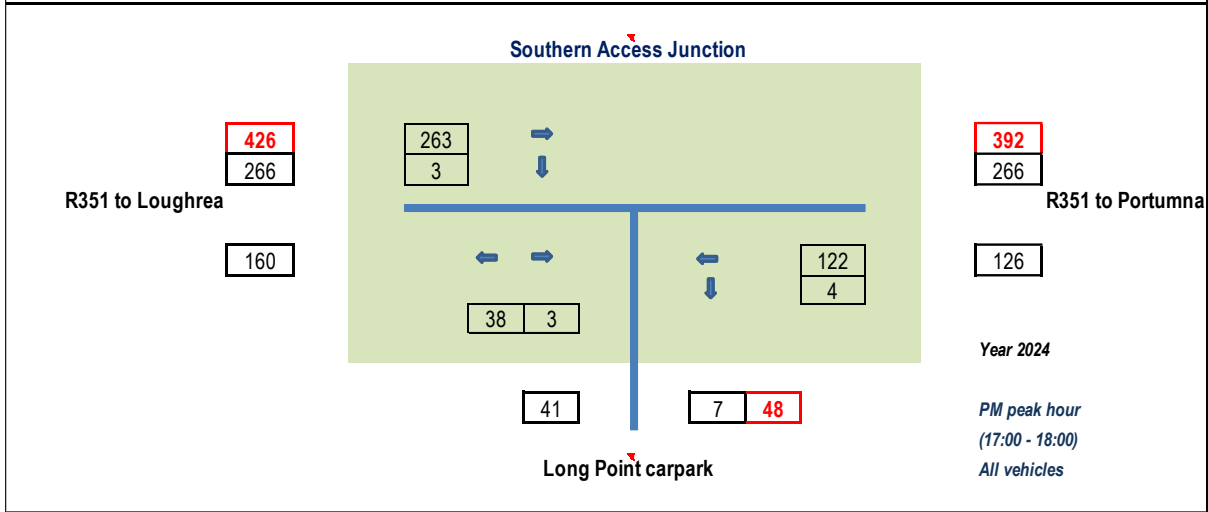 Southern Access Junction
426 263 392
266 3 266
R351 to Loughrea R351 to Portumna
160 122 126
4
38 3
Year 2024
41 7 48 PM peak hour
(17:00 - 18:00)
Long Point carpark All vehicles